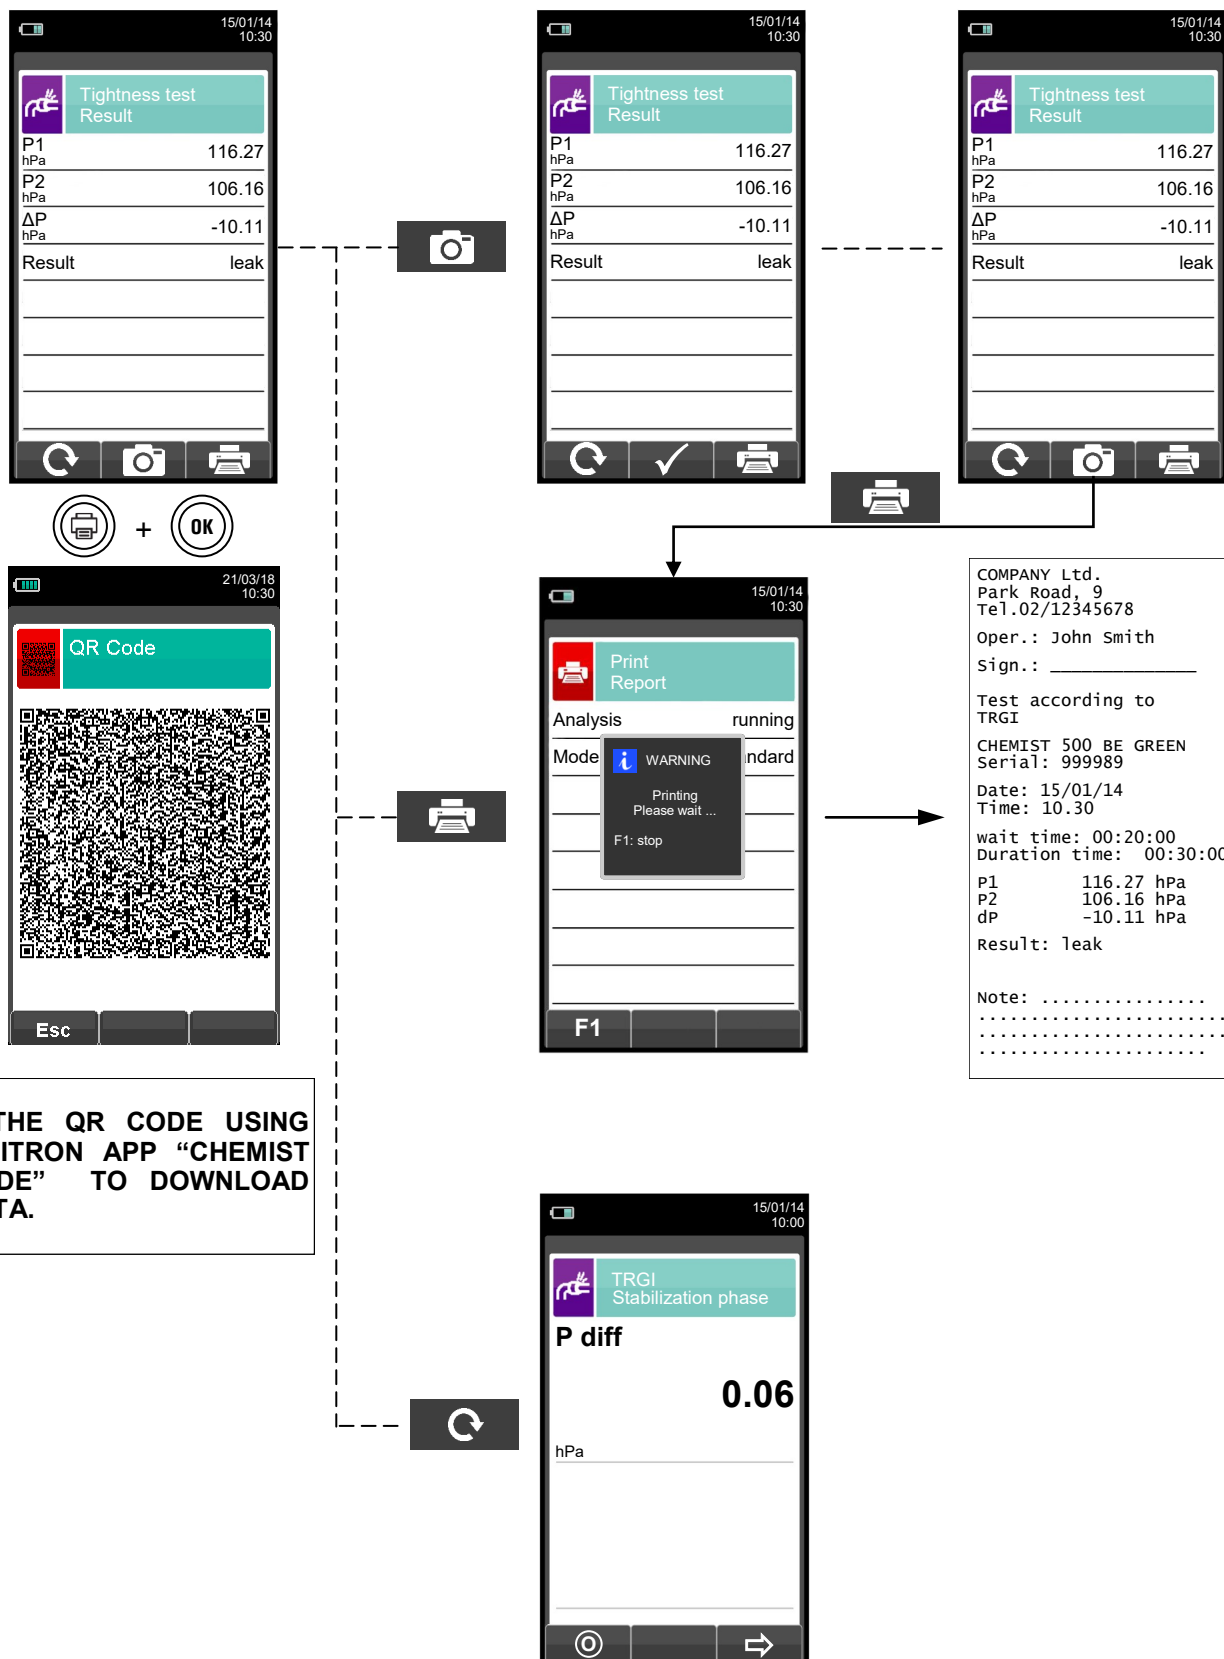 15/01/14
10:30
Tightness test
Result
P1
hPa
116.27
P2
hPa
106.16
ΔP
hPa
-10.11
Result leak
15/01/14
10:30
Tightness test
Result
P1
hPa
116.27
P2
hPa
106.16
ΔP
hPa
-10.11
Result leak
15/01/14
10:30
Tightness test
Result
P1
hPa
116.27
P2
hPa
106.16
ΔP
hPa
-10.11
Result leak
+ OK
21/03/18
10:30
QR Code
Esc
THE QR CODE USING
ITRON APP “CHEMIST
DE” TO DOWNLOAD
TA.
15/01/14
10:30
Print
Report
Analysis running
Mode ndard
i WARNING
Printing
Please wait ...
F1: stop
F1
COMPANY Ltd.
Park Road, 9
Tel.02/12345678
Oper.: John Smith
Sign.: ______________
Test according to
TRGI
CHEMIST 500 BE GREEN
Serial: 999989
Date: 15/01/14
Time: 10.30
wait time: 00:20:00
Duration time: 00:30:00
P1 116.27 hPa
P2 106.16 hPa
dP -10.11 hPa
Result: leak
Note: ................
........................
........................
......................
15/01/14
10:00
TRGI
Stabilization phase
P diff
0.06
hPa